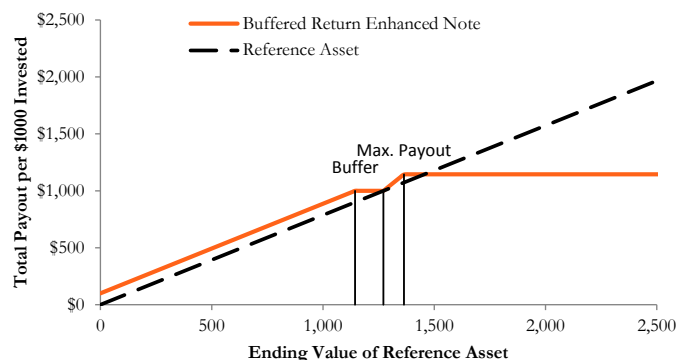 $2,500
Buffered Return Enhanced Note
Reference Asset
$2,000
$1,500
Max. Payout
Buffer
$1,000
$500
$0
0
500
1,000
1,500
2,000
2,500
Total Payout per $1000 Invested
Ending Value of Reference Asset